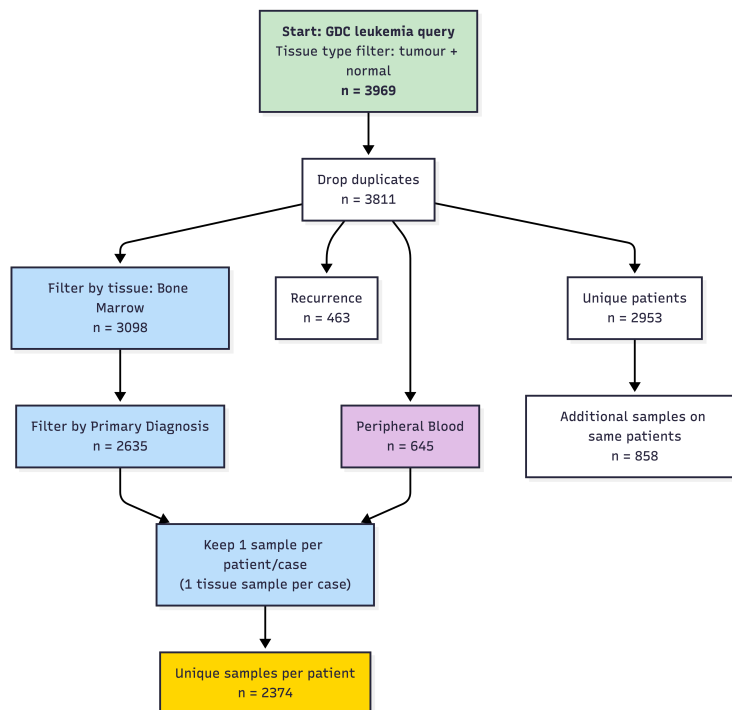 Start: GDC leukemia query
Tissue type filter: tumour +
normal
n = 3969
Drop duplicates
n = 3811
Filter by tissue: Bone
Marrow
n = 3098
Recurrence
n = 463
Unique patients
n = 2953
Filter by Primary Diagnosis
n = 2635
Peripheral Blood
n = 645
Additional samples on
same patients
n = 858
Keep 1 sample per
patient/case
(1 tissue sample per case)
Unique samples per patient
n = 2374